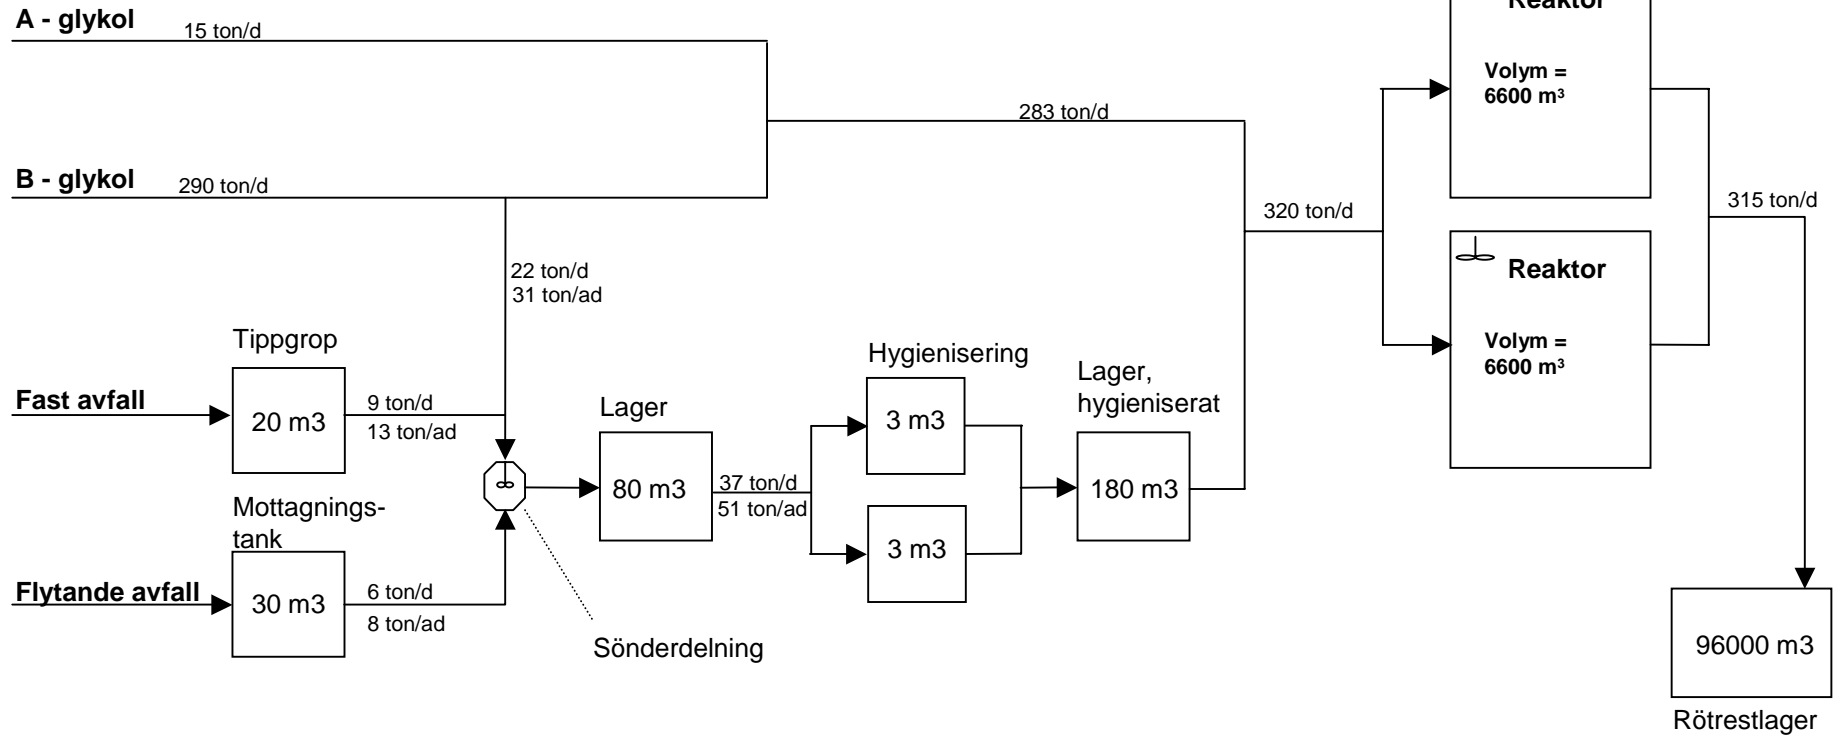 A - glykol
15 ton/d
Reaktor
Volym =
6600 m³
283 ton/d
B - glykol
290 ton/d
320 ton/d
315 ton/d
22 ton/d
31 ton/ad
Reaktor
Volym =
6600 m³
Tippgrop
Fast avfall
20 m3
9 ton/d
13 ton/ad
Lager
80 m3
37 ton/d
51 ton/ad
Hygienisering
3 m3
3 m3
Lager,
hygieniserat
180 m3
Mottagnings-
tank
Flytande avfall
30 m3
6 ton/d
8 ton/ad
Sönderdelning
96000 m3
Rötrestlager